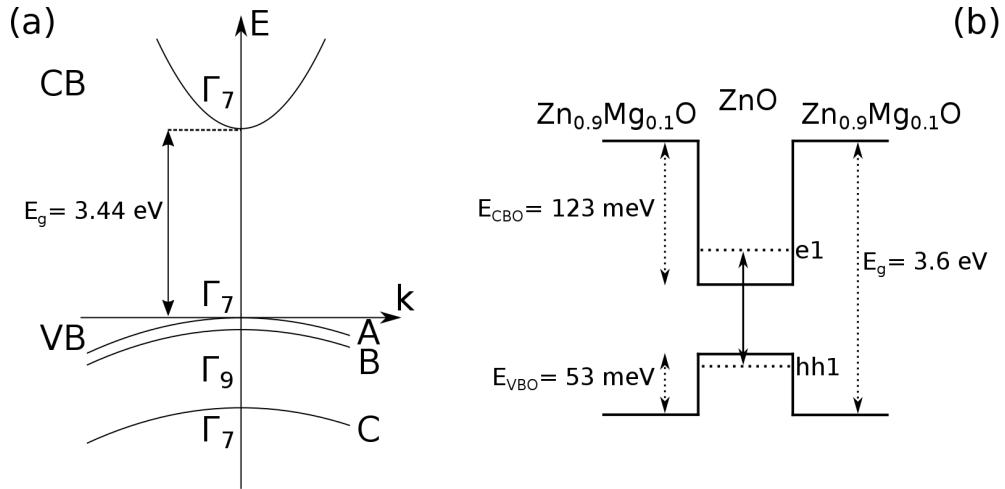 (a)
E
CB
Γ7
Eg= 3.44 eV
Γ7
k
VB
A
B
Γ9
C
Γ7
(b)
ZnO
Zn0.9Mg0.1O
Zn0.9Mg0.1O
ECBO= 123 meV
e1
Eg= 3.6 eV
EVBO= 53 meV
hh1